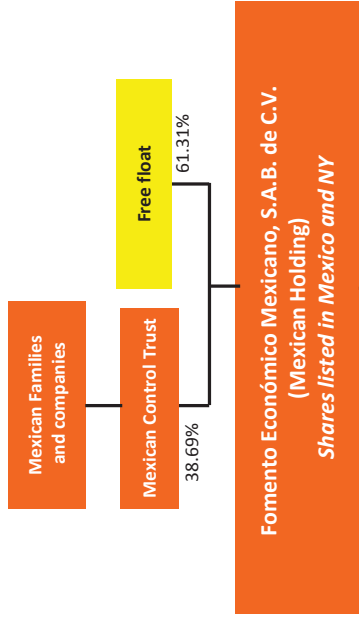 Mexican Families
and companies
Mexican Control Trust
Free float
38.69%
61.31%
Fomento Económico Mexicano, S.A.B. de C.V.
(Mexican Holding)
Shares listed in Mexico and NY